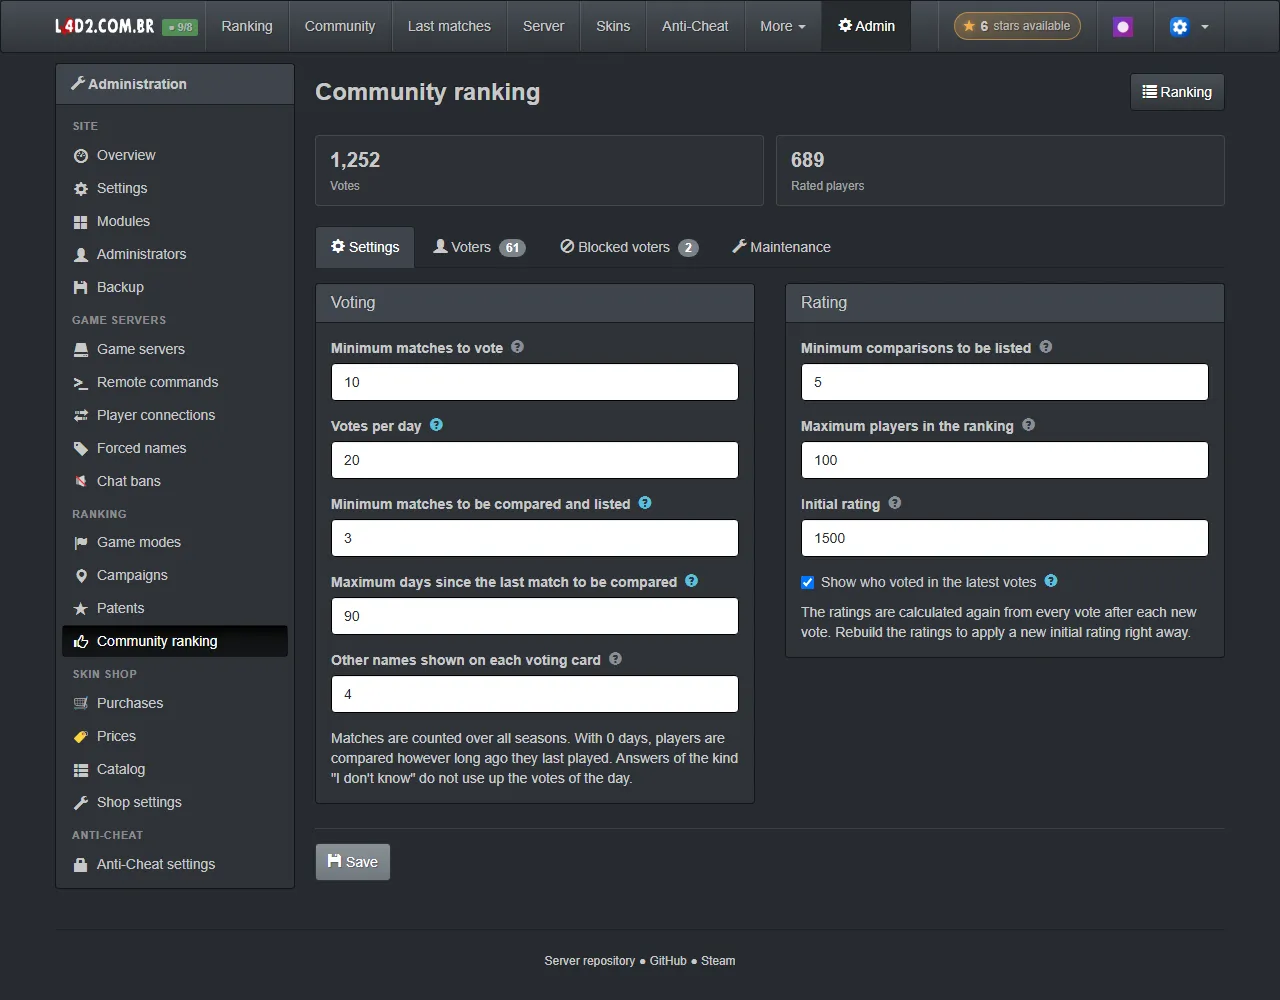 L4D2.COM.BR
9/8
Ranking
Community
Last matches
Server
Skins
Anti-Cheat
More
Admin
6 stars available
Administration
SITE
Overview
Settings
Modules
Administrators
Backup
GAME SERVERS
Game servers
Remote commands
Player connections
Forced names
Chat bans
RANKING
Game modes
Campaigns
Patents
Community ranking
SKIN SHOP
Purchases
Prices
Catalog
Shop settings
ANTI-CHEAT
Anti-Cheat settings
Community ranking
Ranking
1,252
Votes
689
Rated players
Settings
Voters 61
Blocked voters 2
Maintenance
Voting
Minimum matches to vote ?
10
Votes per day ?
20
Minimum matches to be compared and listed ?
3
Maximum days since the last match to be compared ?
90
Other names shown on each voting card ?
4
Matches are counted over all seasons. With 0 days, players are
compared however long ago they last played. Answers of the kind
"I don't know" do not use up the votes of the day.
Rating
Minimum comparisons to be listed ?
5
Maximum players in the ranking ?
100
Initial rating ?
1500
Show who voted in the latest votes ?
The ratings are calculated again from every vote after each new
vote. Rebuild the ratings to apply a new initial rating right away.
Save
Server repository ● GitHub ● Steam